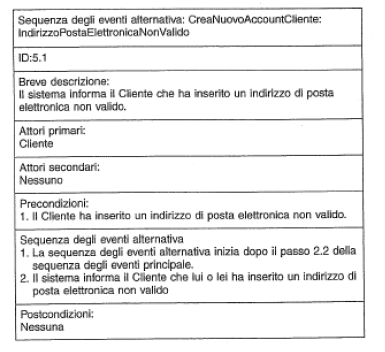 Sequenza degli eventi alternativa: CreaNuovoAccountCliente:
IndirizzoPostaElettronicaNonValido
ID:5.1
Breve descrizione:
Il sistema informa il Cliente che ha inserito un indirizzo di posta
elettronica non valido.
Attori primari:
Cliente
Attori secondari:
Nessuno
Precondizioni:
1. Il Cliente ha inserito un indirizzo di posta elettronica non valido.
Sequenza degli eventi alternativa
1. La sequenza degli eventi alternativa inizia dopo il passo 2.2 della
sequenza degli eventi principale.
2. Il sistema informa il Cliente che lui o lei ha inserito un indirizzo di
posta elettronica non valido
Postcondizioni:
Nessuna